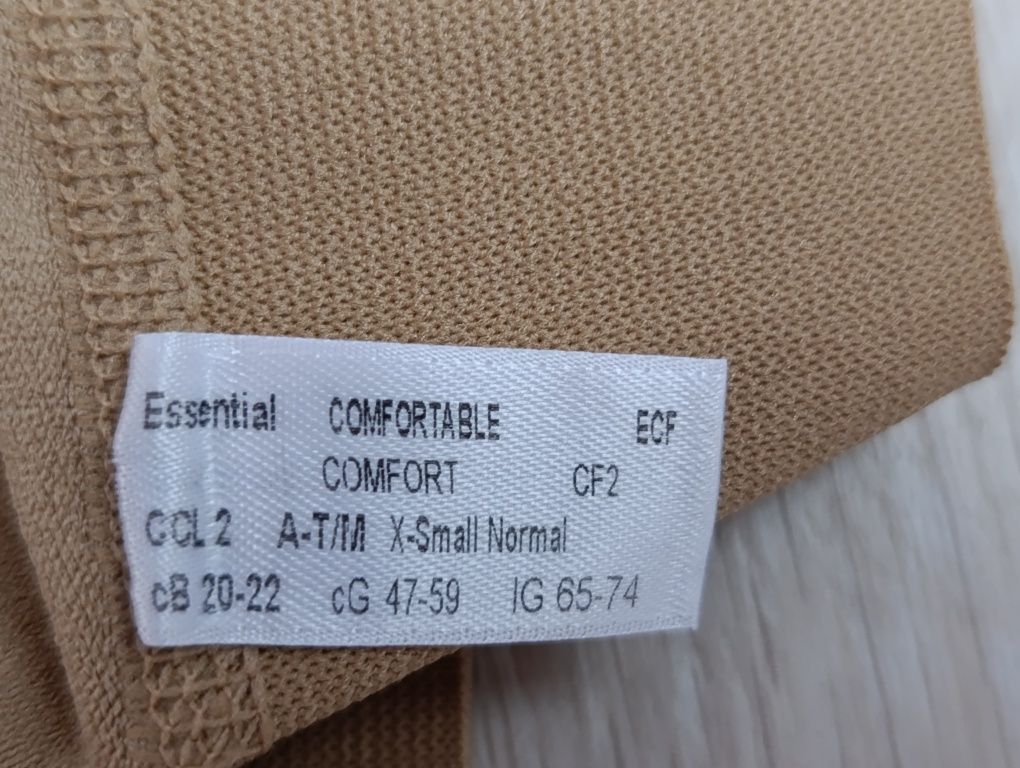 Essential COMFORTABLE ECF
COMFORT CF2
CCL 2 A-T/M X-Small Normal
cB 20-22 cG 47-59 lG 65-74